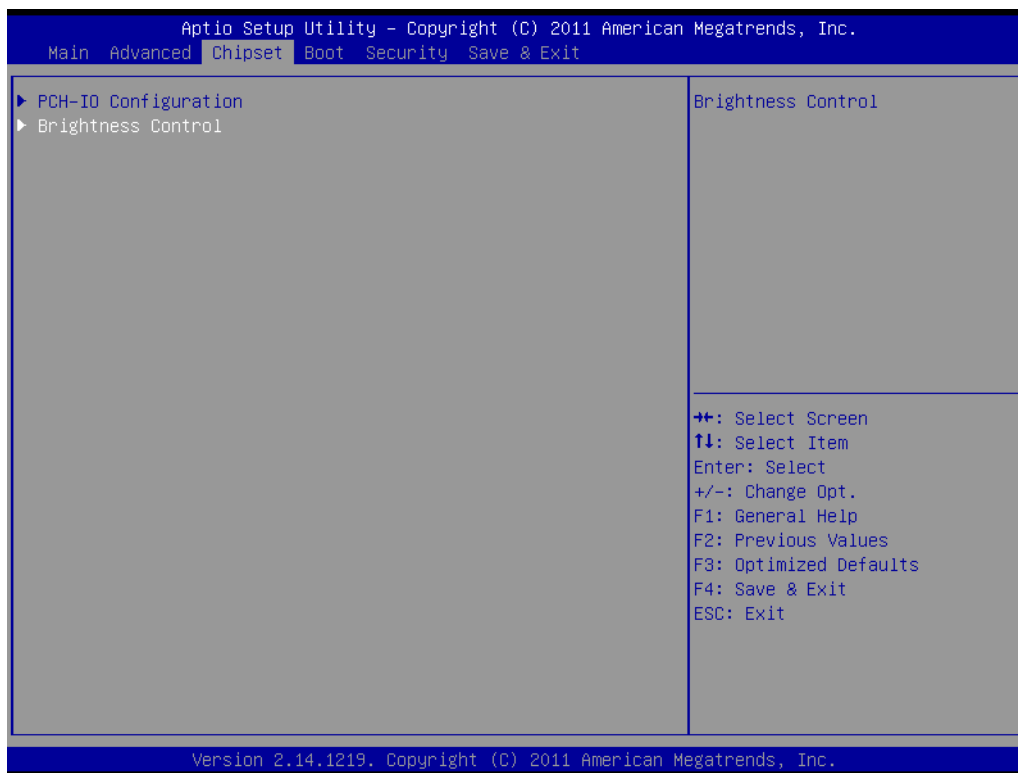 Aptio Setup Utility – Copyright (C) 2011 American Megatrends, Inc.
Main Advanced Chipset Boot Security Save & Exit
▶ PCH-IO Configuration
▶ Brightness Control
Brightness Control
→←: Select Screen
↑↓: Select Item
Enter: Select
+/-: Change Opt.
F1: General Help
F2: Previous Values
F3: Optimized Defaults
F4: Save & Exit
ESC: Exit
Version 2.14.1219. Copyright (C) 2011 American Megatrends, Inc.